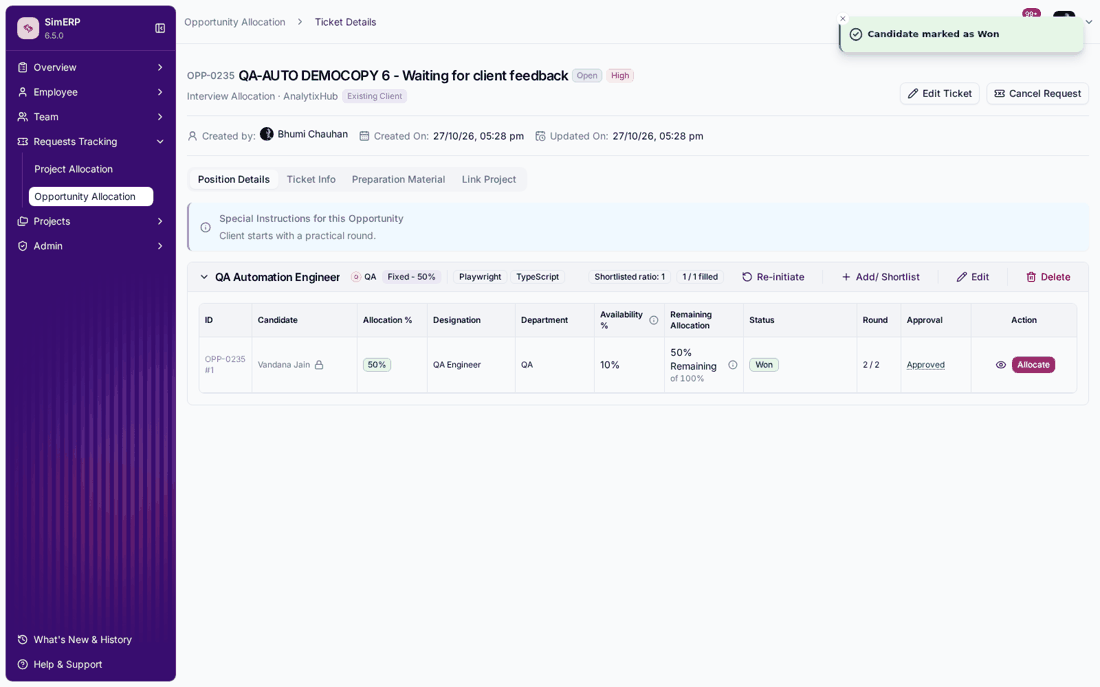 SimERP
6.5.0
Overview
Employee
Team
Requests Tracking
Project Allocation
Opportunity Allocation
Projects
Admin
What's New & History
Help & Support
Opportunity Allocation > Ticket Details
99+
Candidate marked as Won
OPP-0235 QA-AUTO DEMOCOPY 6 - Waiting for client feedback Open High
Interview Allocation · AnalytixHub Existing Client
Edit Ticket Cancel Request
Created by: Bhumi Chauhan Created On: 27/10/26, 05:28 pm Updated On: 27/10/26, 05:28 pm
Position Details Ticket Info Preparation Material Link Project
Special Instructions for this Opportunity
Client starts with a practical round.
QA Automation Engineer QA Fixed - 50% Playwright TypeScript Shortlisted ratio: 1 1 / 1 filled Re-initiate Add/ Shortlist Edit Delete
ID Candidate Allocation % Designation Department Availability % Remaining Allocation Status Round Approval Action
OPP-0235 #1 Vandana Jain 50% QA Engineer QA 10% 50% Remaining of 100% Won 2 / 2 Approved Allocate